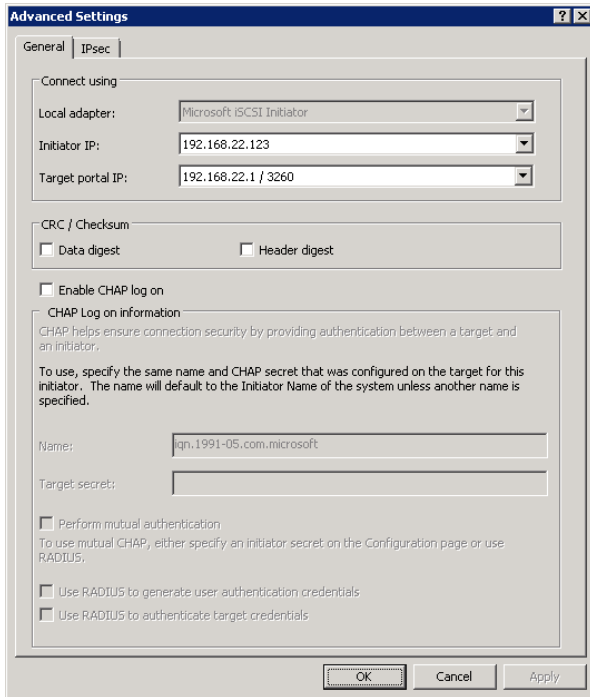 Advanced Settings
General IPsec
Connect using
Local adapter: Microsoft iSCSI Initiator
Initiator IP: 192.168.22.123
Target portal IP: 192.168.22.1 / 3260
CRC / Checksum
Data digest Header digest
Enable CHAP log on
CHAP Log on information
CHAP helps ensure connection security by providing authentication between a target and
an initiator.
To use, specify the same name and CHAP secret that was configured on the target for this
initiator. The name will default to the Initiator Name of the system unless another name is
specified.
Name: iqn.1991-05.com.microsoft
Target secret:
Perform mutual authentication
To use mutual CHAP, either specify an initiator secret on the Configuration page or use
RADIUS.
Use RADIUS to generate user authentication credentials
Use RADIUS to authenticate target credentials
OK Cancel Apply